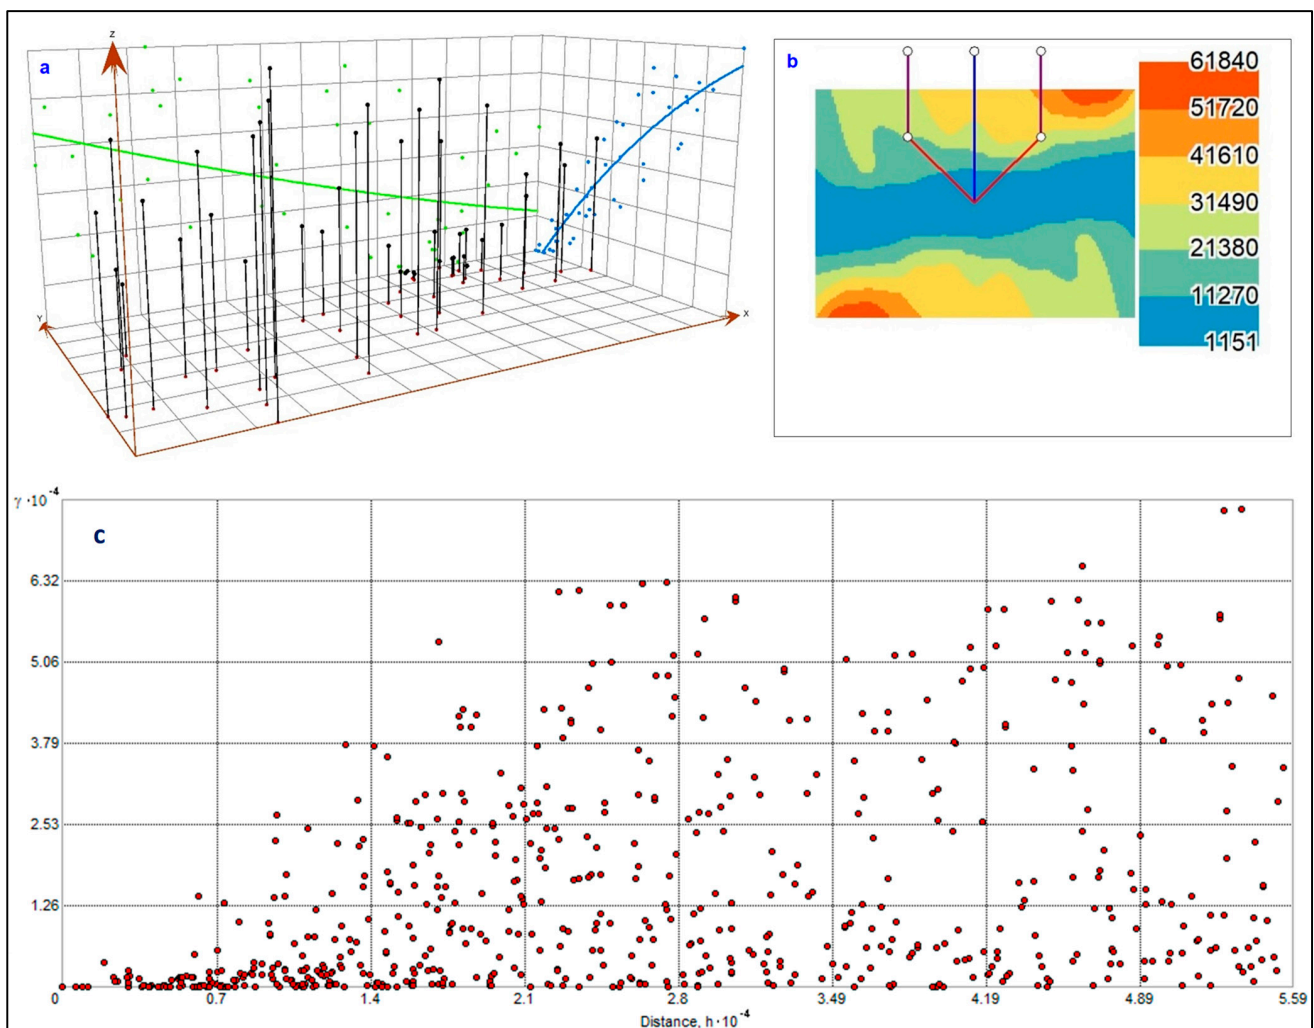 a
Z
Y
X
b
61840
51720
41610
31490
21380
11270
1151
c
γ·10⁻⁴
6.32
5.06
3.79
2.53
1.26
0 0.7 1.4 2.1 2.8 3.49 4.19 4.89 5.59
Distance, h·10⁻⁴